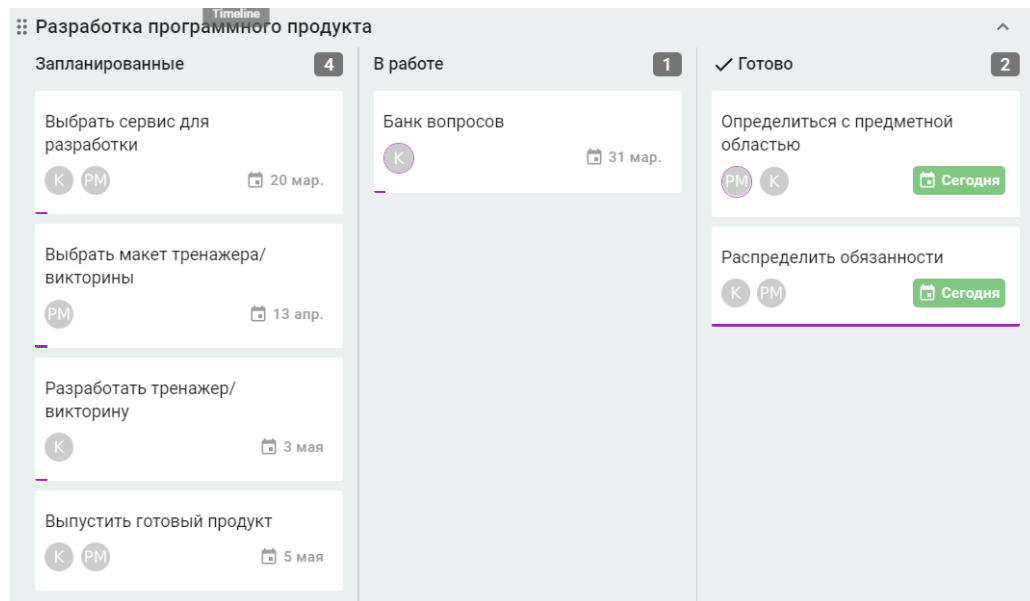 Timeline
Разработка программного продукта
Запланированные 4
Выбрать сервис для
разработки
K PM 20 мар.
Выбрать макет тренажера/
викторины
PM 13 апр.
Разработать тренажер/
викторину
K 3 мая
Выпустить готовый продукт
K PM 5 мая
В работе 1
Банк вопросов
K 31 мар.
Готово 2
Определиться с предметной
областью
PM K Сегодня
Распределить обязанности
K PM Сегодня